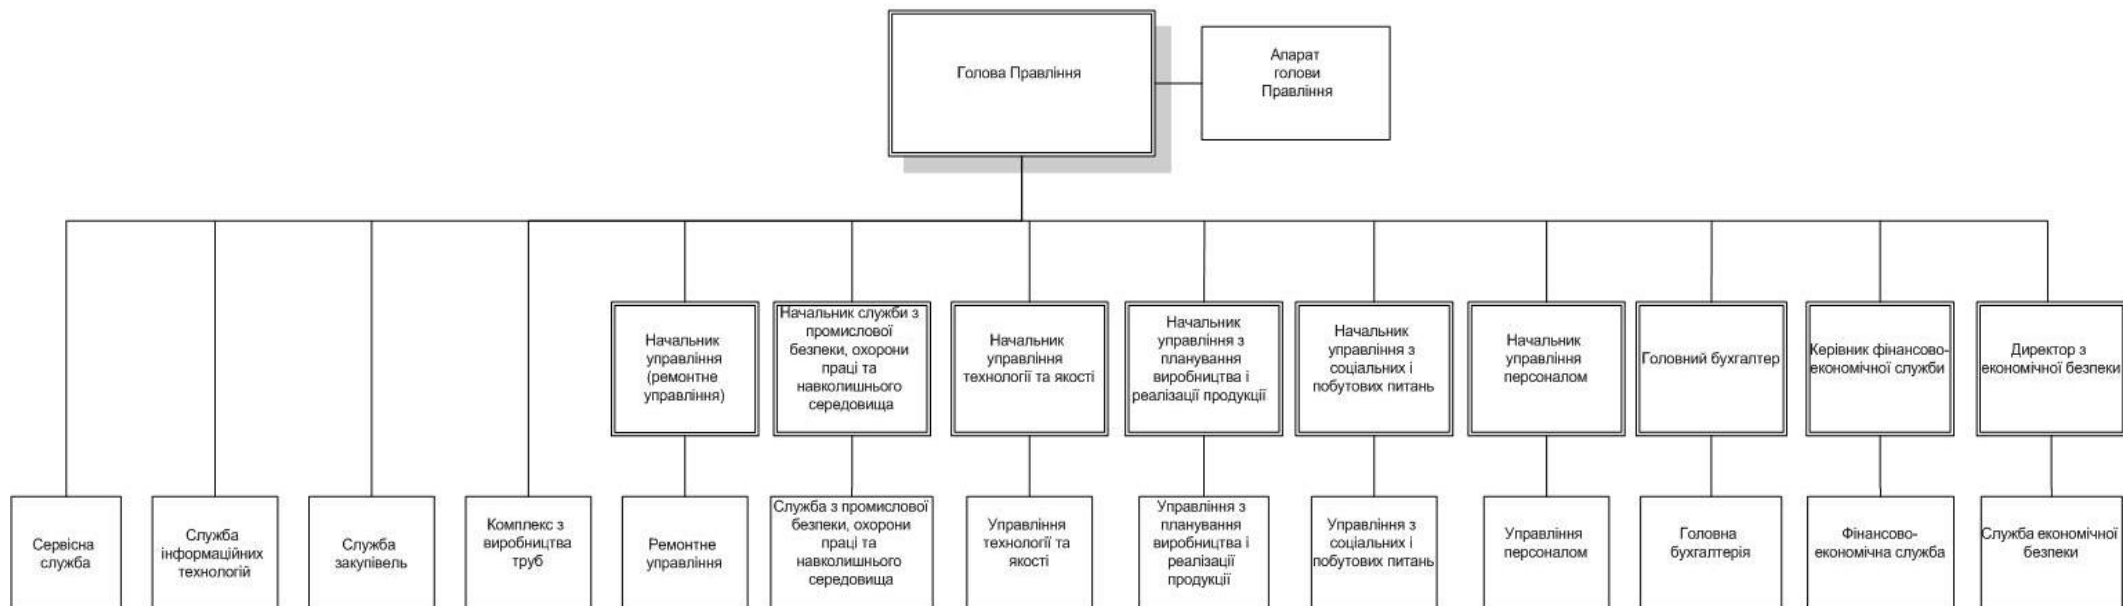 Голова Правління
Апарат
голови
Правління
Начальник
управління
(ремонтне
управління)
Начальник служби з
промислової
безпеки, охорони
праці та
навколишнього
середовища
Начальник
управління
технології та якості
Начальник
управління з
планування
виробництва і
реалізації продукції
Начальник
управління з
соціальних і
побутових питань
Начальник
управління
персоналом
Головний бухгалтер
Керівник фінансово-
економічної служби
Директор з
економічної безпеки
Сервісна
служба
Служба
інформаційних
технологій
Служба
закупівель
Комплекс з
виробництва
труб
Ремонтне
управління
Служба з промислової
безпеки, охорони
праці та
навколишнього
середовища
Управління
технології та
якості
Управління з
планування
виробництва і
реалізації
продукції
Управління з
соціальних і
побутових питань
Управління
персоналом
Головна
бухгалтерія
Фінансово-
економічна служба
Служба економічної
безпеки